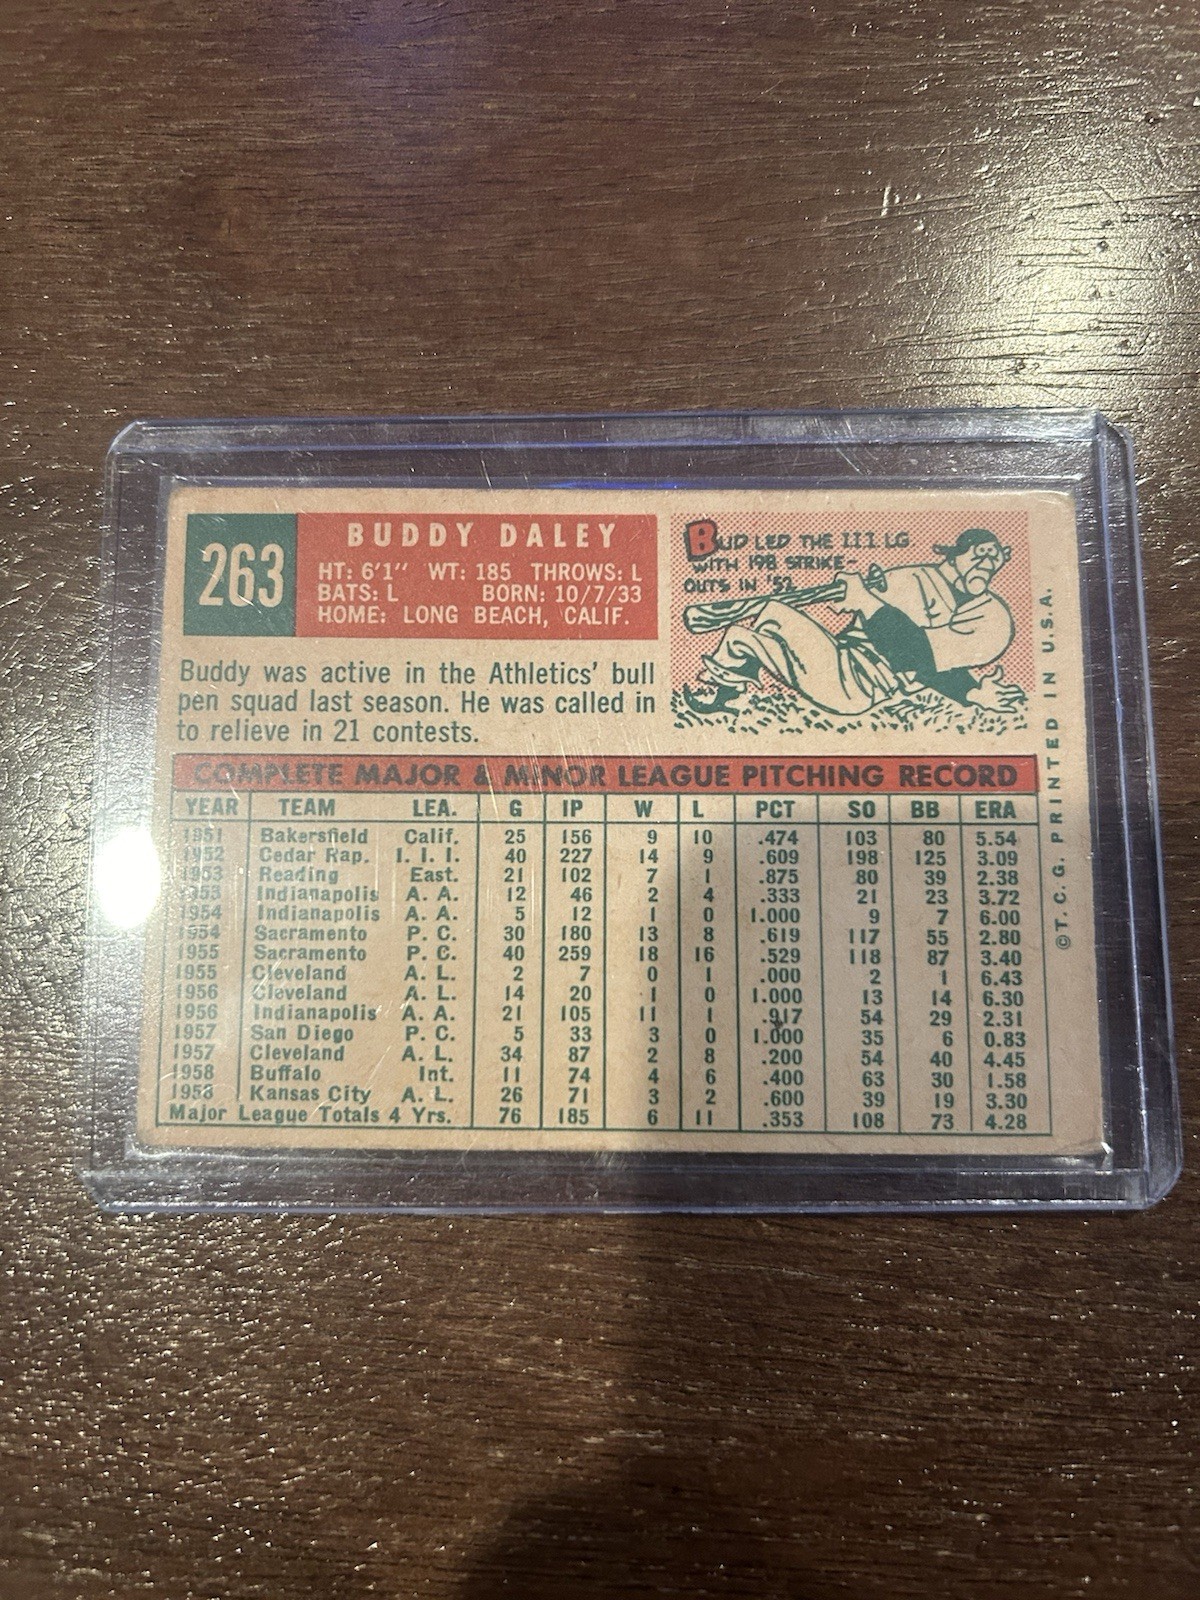 263
BUDDY DALEY
HT: 6'1" WT: 185 THROWS: L
BATS: L BORN: 10/7/33
HOME: LONG BEACH, CALIF.
BUD LED THE III LG
WITH 198 STRIKE-
OUTS IN '52
Buddy was active in the Athletics' bull
pen squad last season. He was called in
to relieve in 21 contests.
COMPLETE MAJOR & MINOR LEAGUE PITCHING RECORD
YEAR TEAM LEA. G IP W L PCT SO BB ERA
1951 Bakersfield Calif. 25 156 9 10 .474 103 80 5.54
1952 Cedar Rap. I. I. I. 40 227 14 9 .609 198 125 3.09
1953 Reading East. 21 102 7 1 .875 80 39 2.38
1953 Indianapolis A. A. 12 46 2 4 .333 21 23 3.72
1954 Indianapolis A. A. 5 12 1 0 1.000 9 7 6.00
1954 Sacramento P. C. 30 180 13 8 .619 117 55 2.80
1955 Sacramento P. C. 40 259 18 16 .529 118 87 3.40
1955 Cleveland A. L. 2 7 0 1 .000 2 1 6.43
1956 Cleveland A. L. 14 20 1 0 1.000 13 14 6.30
1956 Indianapolis A. A. 21 105 11 1 .917 54 29 2.31
1957 San Diego P. C. 5 33 3 0 1.000 35 6 0.83
1957 Cleveland A. L. 34 87 2 8 .200 54 40 4.45
1958 Buffalo Int. 11 74 4 6 .400 63 30 1.58
1958 Kansas City A. L. 26 71 3 2 .600 39 19 3.30
Major League Totals 4 Yrs. 76 185 6 11 .353 108 73 4.28
©T. C. G. PRINTED IN U.S.A.